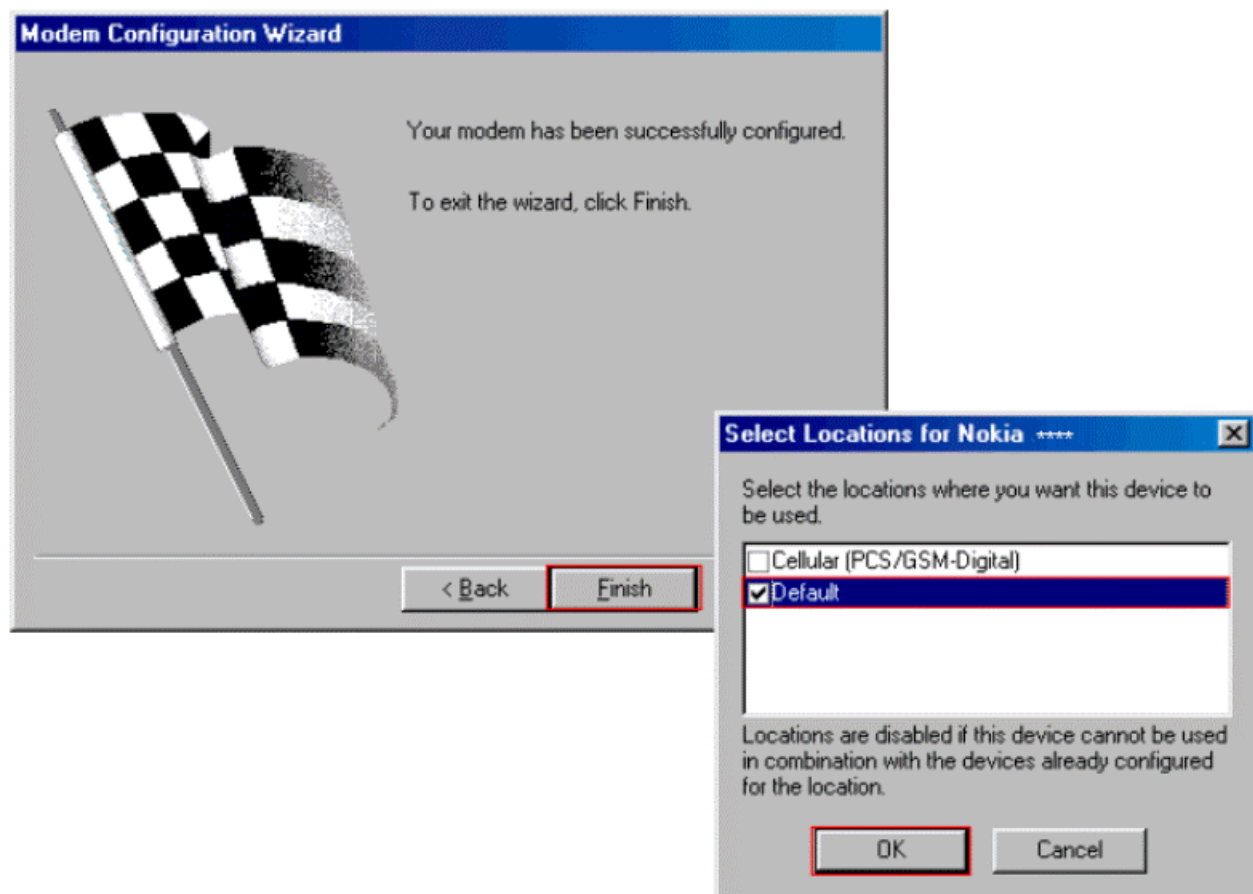 Modem Configuration Wizard
Your modem has been successfully configured.
To exit the wizard, click Finish.
< Back
Finish
Select Locations for Nokia ****
Select the locations where you want this device to
be used.
Cellular (PCS/GSM-Digital)
Default
Locations are disabled if this device cannot be used
in combination with the devices already configured
for the location.
OK
Cancel